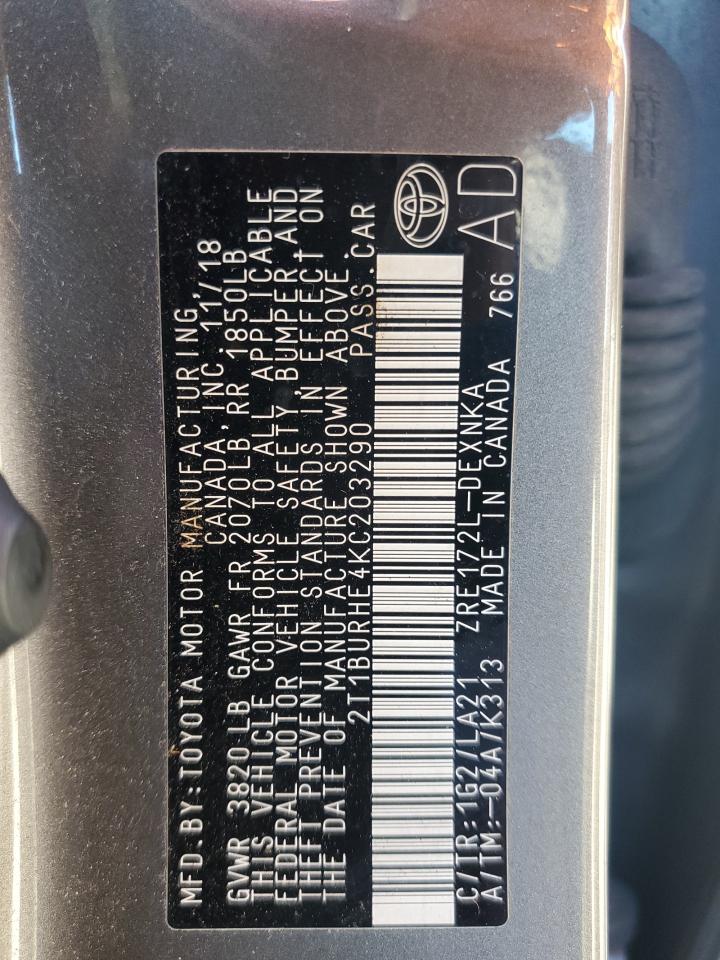 MFD.BY:TOYOTA MOTOR MANUFACTURING,
CANADA,INC. 11/18
GVWR 3820LB GAWR FR 2070LB, RR 1850LB
THIS VEHICLE CONFORMS TO ALL APPLICABLE
FEDERAL MOTOR VEHICLE SAFETY BUMPER, AND
THEFT PREVENTION STANDARDS IN EFFECT ON
THE DATE OF MANUFACTURE SHOWN ABOVE.
2T1BURHE4KC203290 PASS.CAR
C/TR:1G2/LA21 ZRE172L-DEXNKA
A/TM:-04A/K313 MADE IN CANADA 766 AD